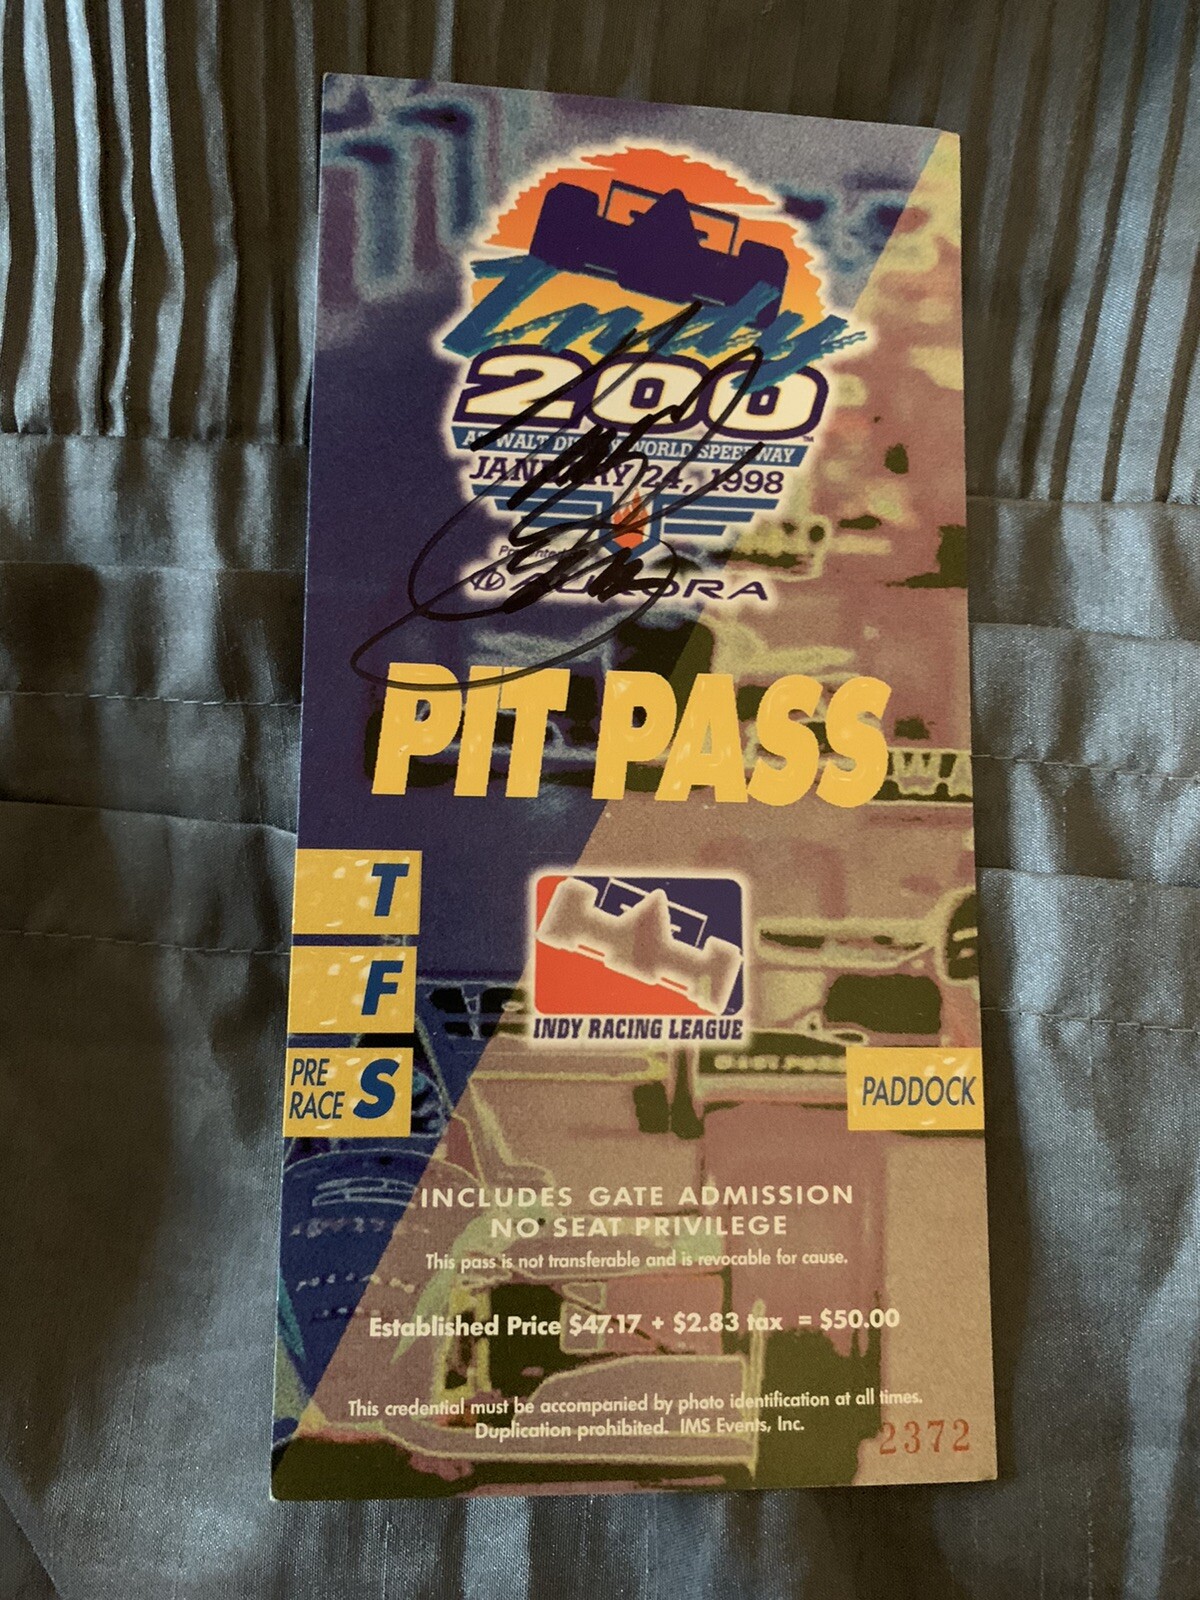 Indy
200™
AT WALT DISNEY WORLD SPEEDWAY
JANUARY 24, 1998
Presented by
AURORA
PIT PASS
T
F
PRE RACE S
INDY RACING LEAGUE
PADDOCK
INCLUDES GATE ADMISSION
NO SEAT PRIVILEGE
This pass is not transferable and is revocable for cause.
Established Price $47.17 + $2.83 tax = $50.00
This credential must be accompanied by photo identification at all times.
Duplication prohibited. IMS Events, Inc.
2372